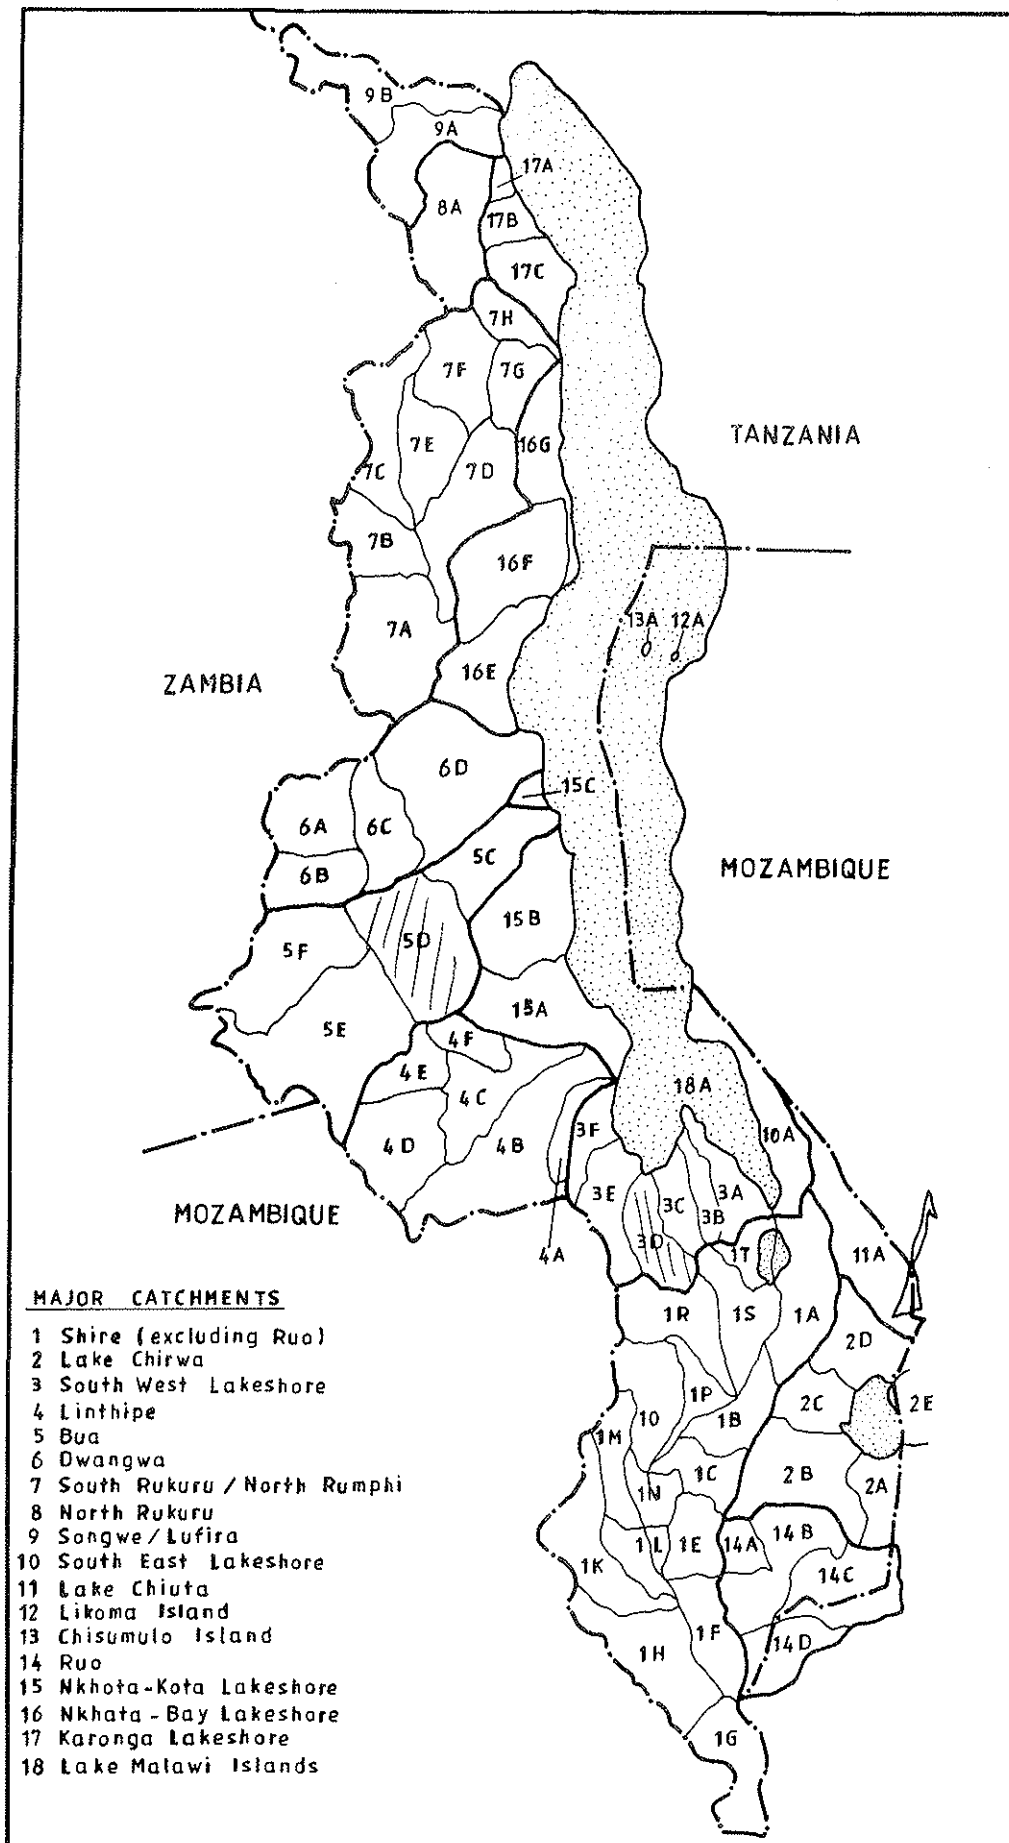 9B
9A
17A
8A
17B
17C
7H
7F
7G
TANZANIA
7E
16G
7C
7D
7B
16F
13A
12A
7A
16E
ZAMBIA
6D
15C
6A
6C
5C
MOZAMBIQUE
6B
15B
5D
5F
15A
5E
4F
4E
18A
4C
3F
10A
4D
4B
3E
3A
3C
MOZAMBIQUE
3B
3D
4A
1T
11A
MAJOR CATCHMENTS
1R
1S
1A
1 Shire (excluding Ruo)
2D
2 Lake Chirwa
3 South West Lakeshore
1P
2C
2E
4 Linthipe
10
1B
5 Bua
1M
6 Dwangwa
1C
2B
7 South Rukuru / North Rumphi
1N
2A
8 North Rukuru
9 Songwe / Lufira
1L
1E
14A
14B
10 South East Lakeshore
1K
14C
11 Lake Chiuta
12 Likoma Island
13 Chisumulo Island
1F
14D
14 Ruo
1H
15 Nkhota-Kota Lakeshore
16 Nkhata - Bay Lakeshore
17 Karonga Lakeshore
1G
18 Lake Malawi Islands